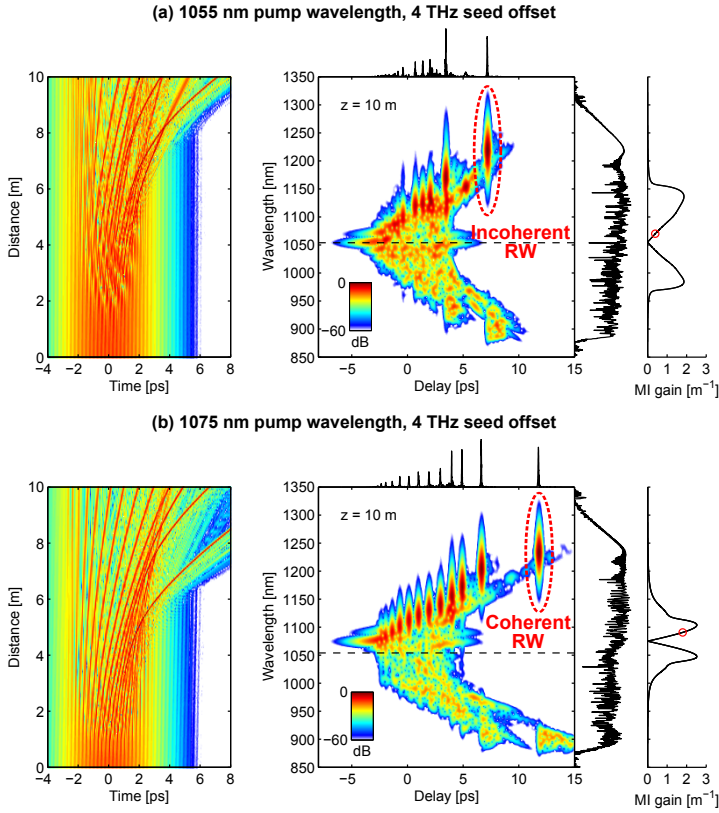 (a) 1055 nm pump wavelength, 4 THz seed offset
10
8
6
4
2
0
Distance [m]
−4 −2 0 2 4 6 8
Time [ps]
1350
1300
1250
1200
1150
1100
1050
1000
950
900
850
Wavelength [nm]
z = 10 m
Incoherent
RW
0
−60
dB
−5 0 5 10 15
Delay [ps]
0 1 2 3
MI gain [m⁻¹]
(b) 1075 nm pump wavelength, 4 THz seed offset
10
8
6
4
2
0
Distance [m]
−4 −2 0 2 4 6 8
Time [ps]
1350
1300
1250
1200
1150
1100
1050
1000
950
900
850
Wavelength [nm]
z = 10 m
Coherent
RW
0
−60
dB
−5 0 5 10 15
Delay [ps]
0 1 2 3
MI gain [m⁻¹]